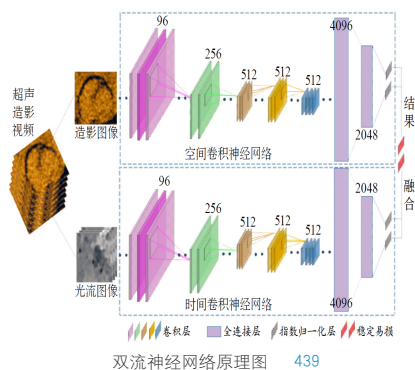 超声
造影
视频
造影图像
96
256
512
512
512
4096
2048
空间卷积神经网络
结果
融合
光流图像
96
256
512
512
512
4096
2048
时间卷积神经网络
卷积层
全连接层
指数归一化层
稳定易损
双流神经网络原理图 439